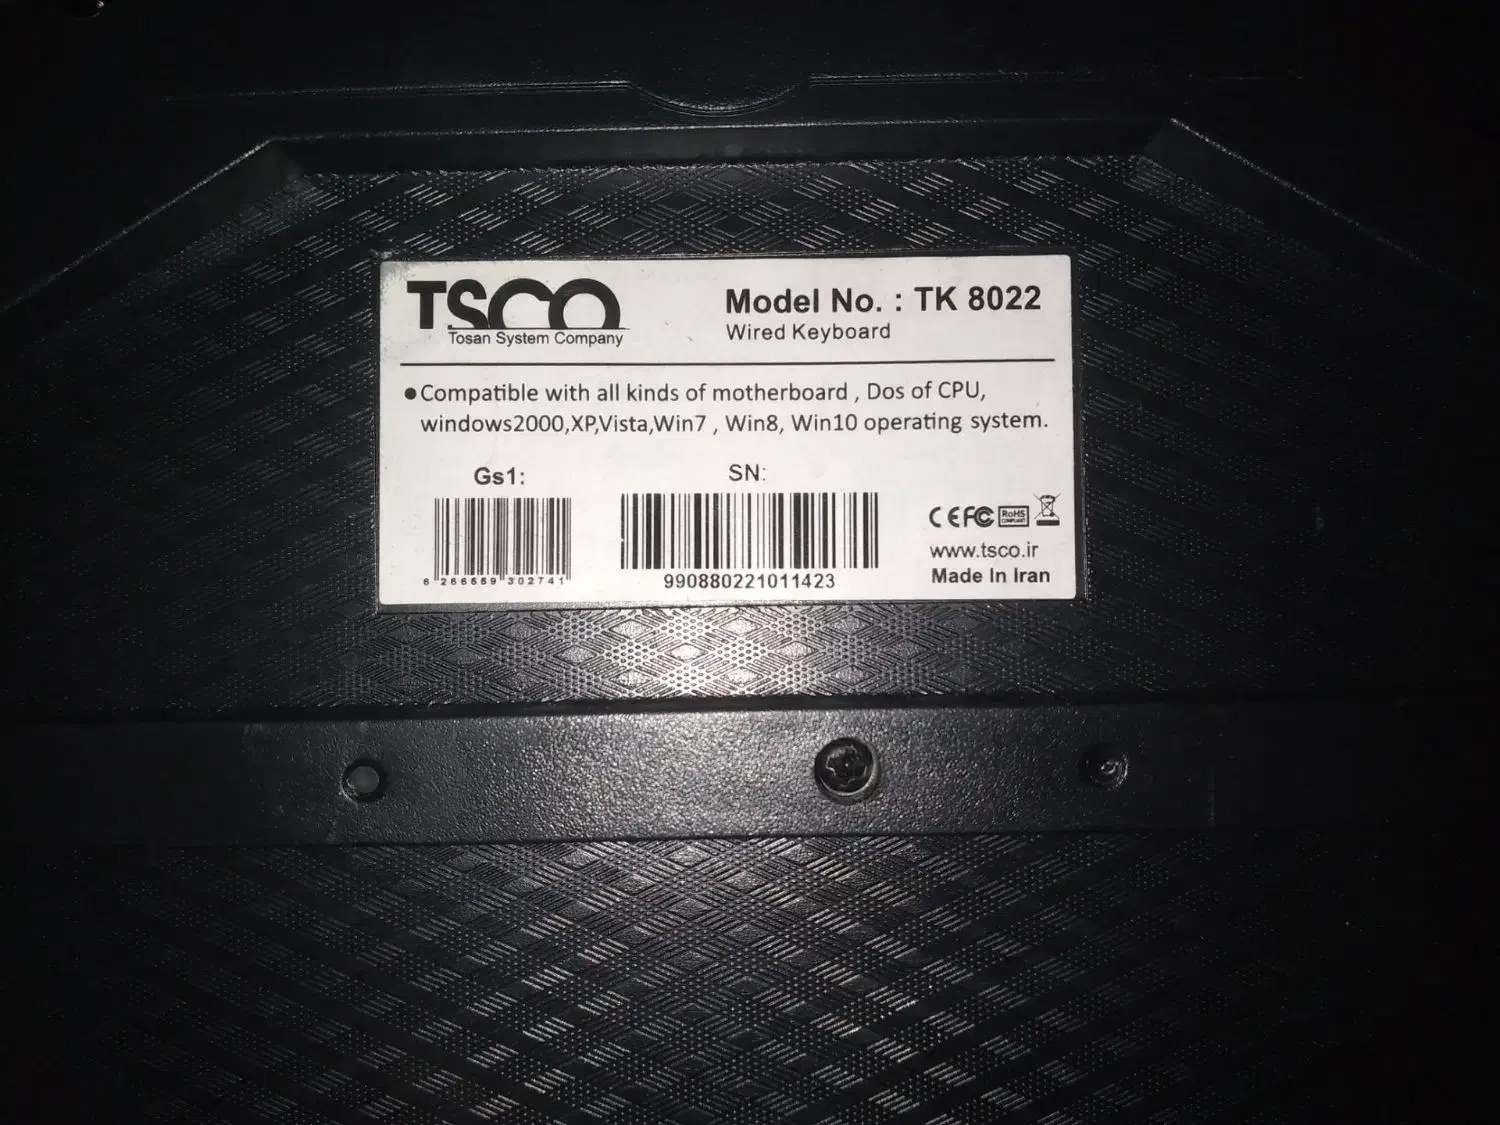 TSCO
Tosan System Company
Model No. : TK 8022
Wired Keyboard
●Compatible with all kinds of motherboard , Dos of CPU,
windows2000,XP,Vista,Win7 , Win8, Win10 operating system.
Gs1:
6 266559 302741
SN:
990880221011423
CE FC RoHS
COMPLIANT
www.tsco.ir
Made In Iran